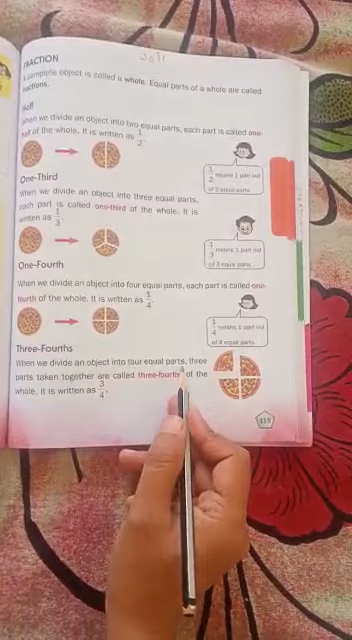 FRACTION
A complete object is called a whole. Equal parts of a whole are called
fractions.
Half
When we divide an object into two equal parts, each part is called one-
half of the whole. It is written as 1/2.
1/2 means 1 part out
of 2 equal parts.
One-Third
When we divide an object into three equal parts,
each part is called one-third of the whole. It is
written as 1/3.
1/3 means 1 part out
of 3 equal parts.
One-Fourth
When we divide an object into four equal parts, each part is called one-
fourth of the whole. It is written as 1/4.
1/4 means 1 part out
of 4 equal parts.
Three-Fourths
When we divide an object into four equal parts, three
parts taken together are called three-fourths of the
whole. It is written as 3/4.
119